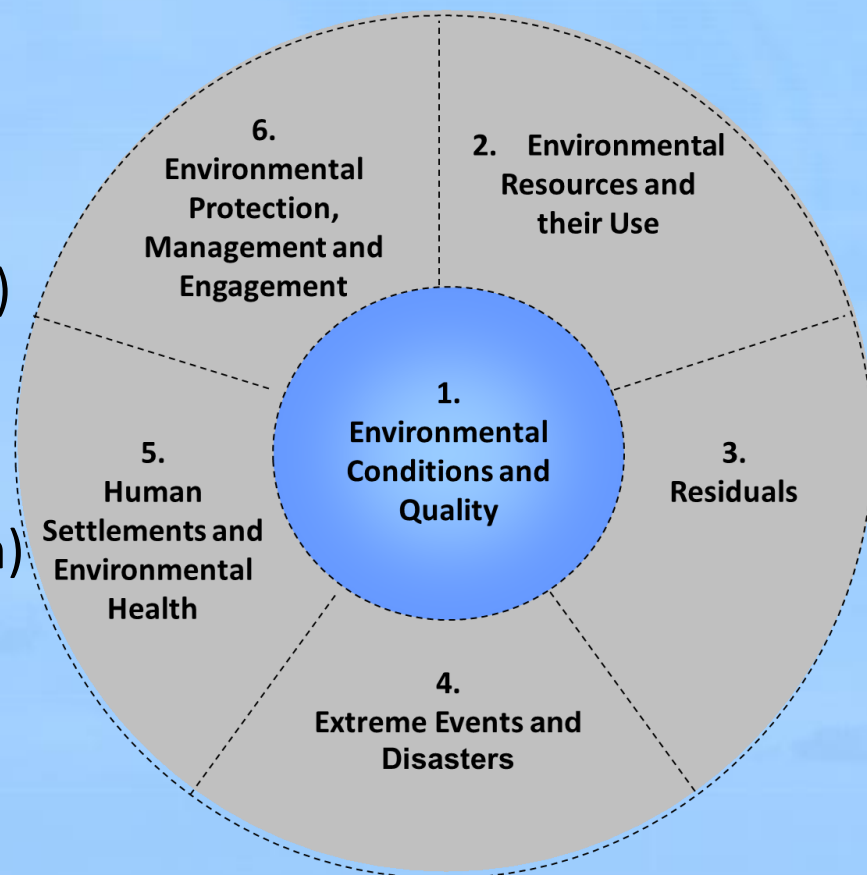 6.
Environmental
Protection,
Management and
Engagement
2. Environmental
Resources and
their Use
)
1.
Environmental
Conditions and
Quality
5.
Human
Settlements and
Environmental
Health
3.
Residuals
)
4.
Extreme Events and
Disasters